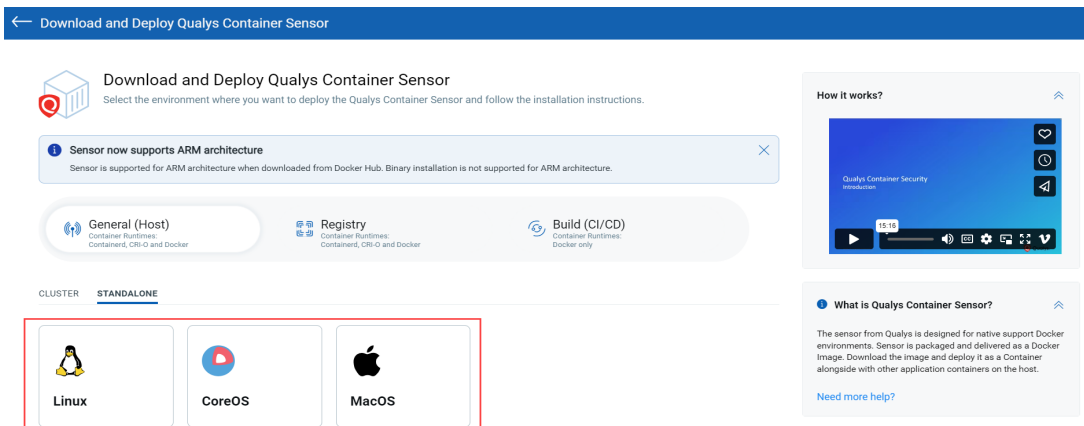 Download and Deploy Qualys Container Sensor
Download and Deploy Qualys Container Sensor
Select the environment where you want to deploy the Qualys Container Sensor and follow the installation instructions.
Sensor now supports ARM architecture
Sensor is supported for ARM architecture when downloaded from Docker Hub. Binary installation is not supported for ARM architecture.
General (Host)
Container Runtimes:
Containerd, CRI-O and Docker
Registry
Container Runtimes:
Containerd, CRI-O and Docker
Build (CI/CD)
Container Runtimes:
Docker only
CLUSTER STANDALONE
Linux
CoreOS
MacOS
How it works?
Qualys Container Security
Introduction
15:16
CC
What is Qualys Container Sensor?
The sensor from Qualys is designed for native support Docker
environments. Sensor is packaged and delivered as a Docker
Image. Download the image and deploy it as a Container
alongside with other application containers on the host.
Need more help?